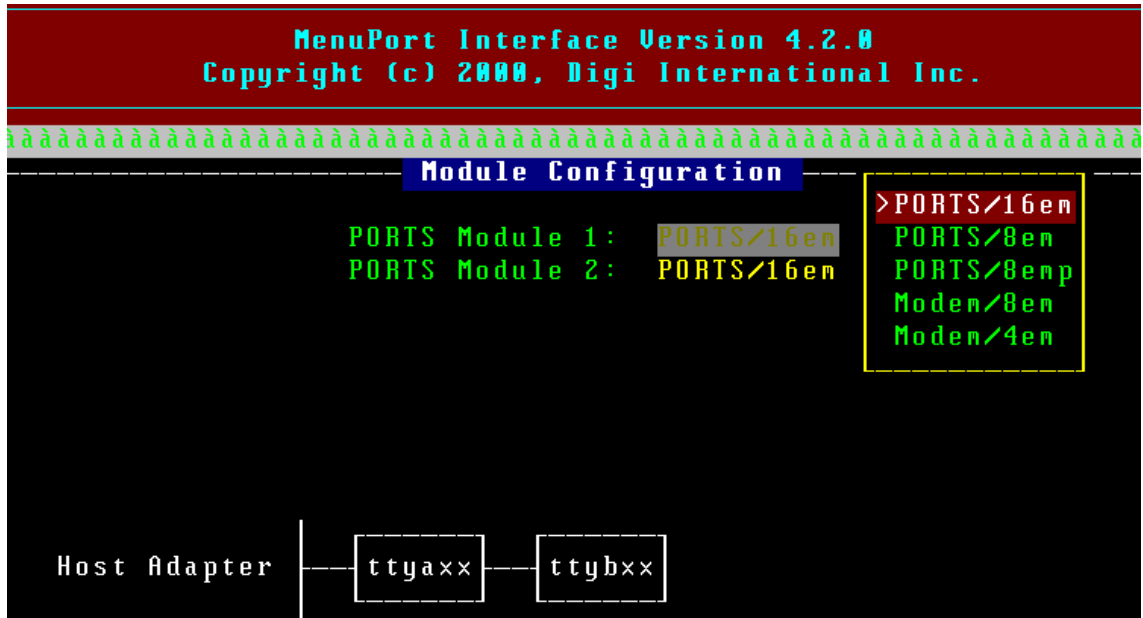 MenuPort Interface Version 4.2.0
Copyright (c) 2000, Digi International Inc.
àààààààààààààààààààààààààààààààààààààààààààààààààààààààààààààààààààààààààà
Module Configuration
>PORTS/16em
PORTS Module 1: PORTS/16em PORTS/8em
PORTS Module 2: PORTS/16em PORTS/8emp
Modem/8em
Modem/4em
Host Adapter ttyaxx ttybxx